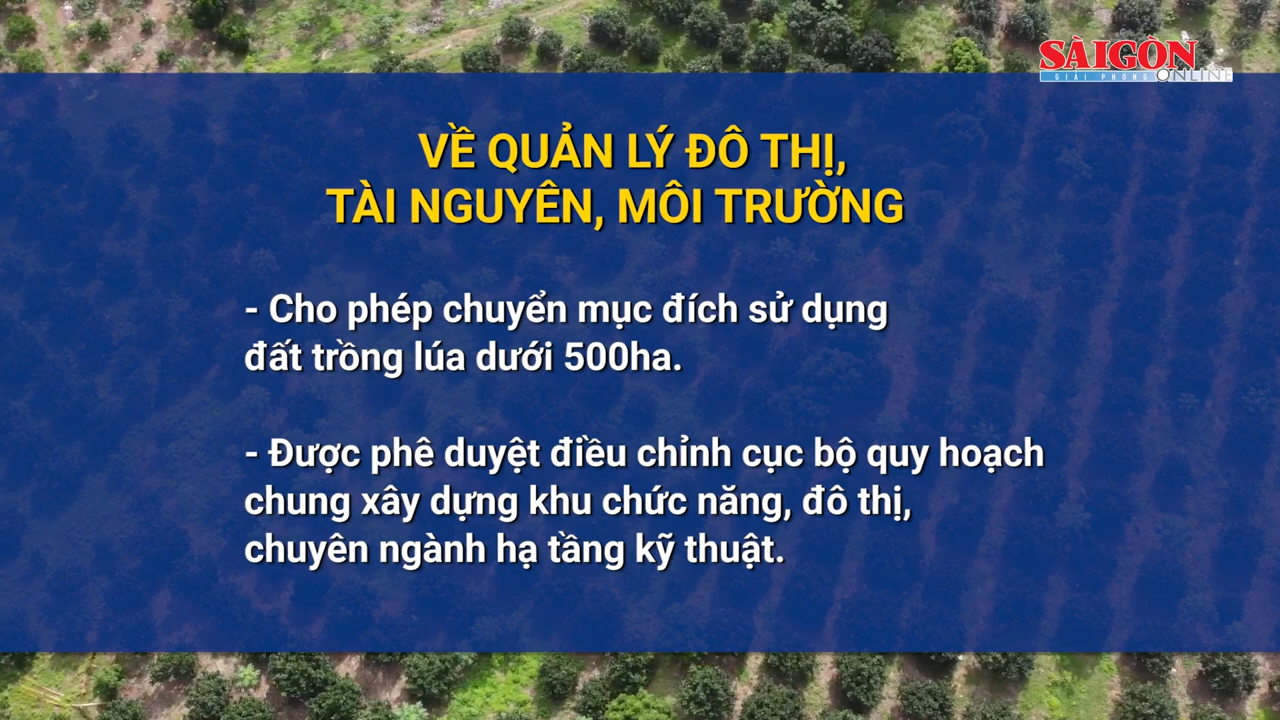 SÀIGÒN
GIẢI PHÓNG
ONLINE
VỀ QUẢN LÝ ĐÔ THỊ,
TÀI NGUYÊN, MÔI TRƯỜNG
- Cho phép chuyển mục đích sử dụng
đất trồng lúa dưới 500ha.
- Được phê duyệt điều chỉnh cục bộ quy hoạch
chung xây dựng khu chức năng, đô thị,
chuyên ngành hạ tầng kỹ thuật.